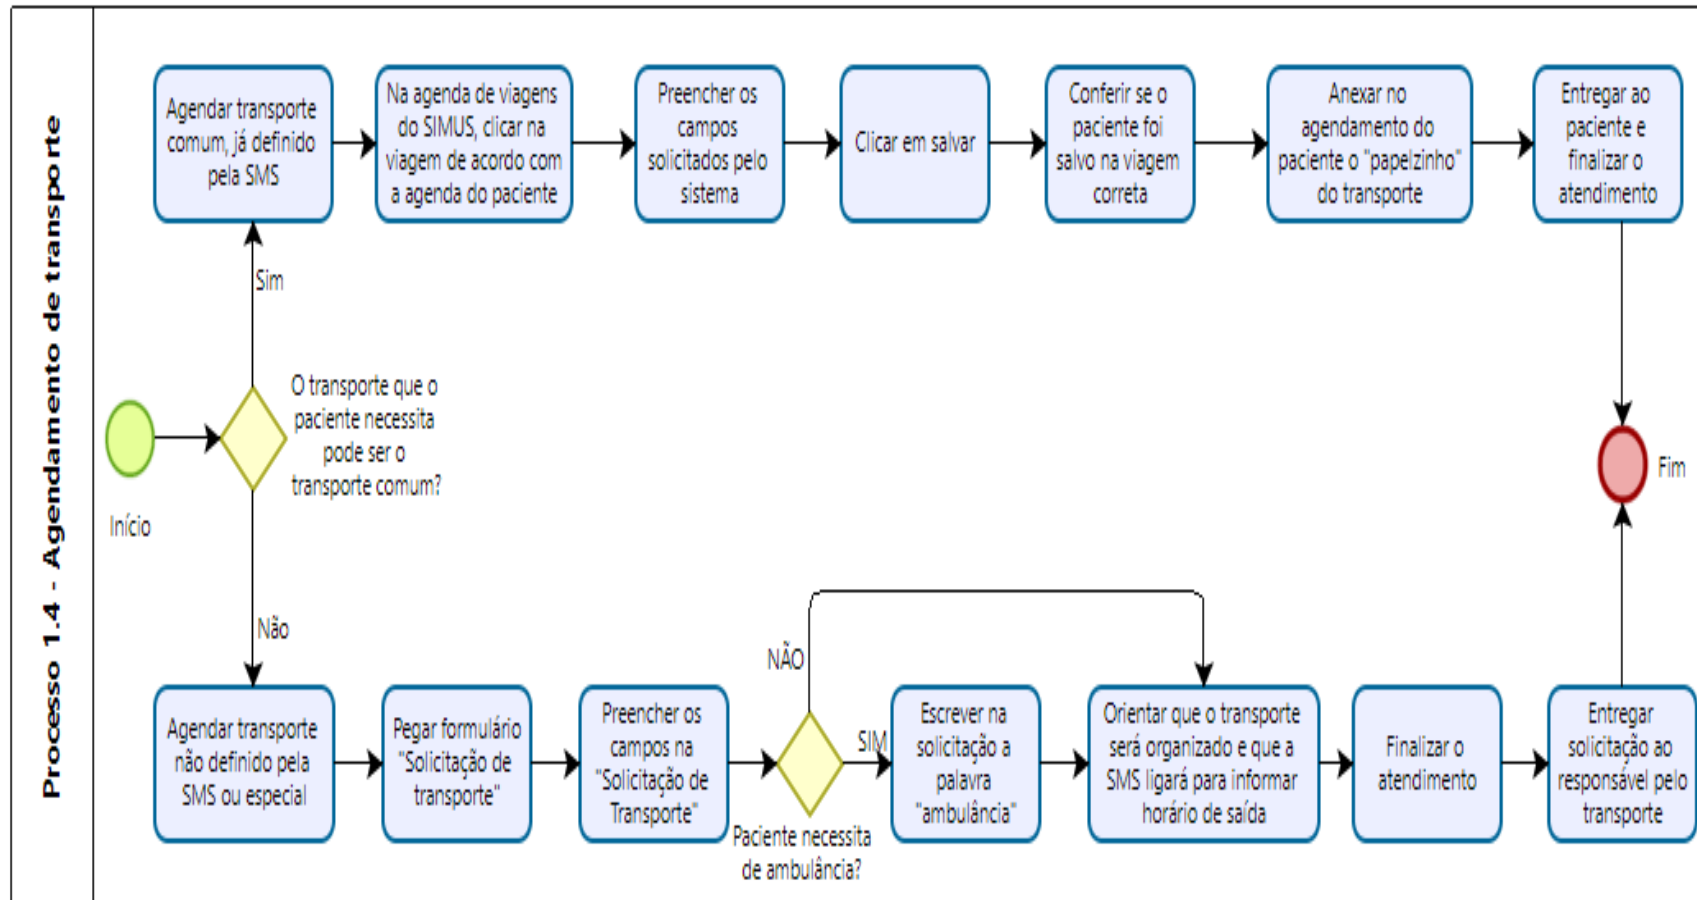 Processo 1.4 - Agendamento de transporte
Agendar transporte
comum, já definido
pela SMS
Na agenda de viagens
do SIMUS, clicar na
viagem de acordo com
a agenda do paciente
Preencher os
campos
solicitados pelo
sistema
Clicar em salvar
Conferir se o
paciente foi
salvo na viagem
correta
Anexar no
agendamento do
paciente o "papelzinho"
do transporte
Entregar ao
paciente e
finalizar o
atendimento
Sim
O transporte que o
paciente necessita
pode ser o
transporte comum?
Início
Fim
Não
NÃO
Agendar transporte
não definido pela
SMS ou especial
Pegar formulário
"Solicitação de
transporte"
Preencher os
campos na
"Solicitação de
Transporte"
Paciente necessita
de ambulância?
SIM
Escrever na
solicitação a
palavra
"ambulância"
Orientar que o transporte
será organizado e que a
SMS ligará para informar
horário de saída
Finalizar o
atendimento
Entregar
solicitação ao
responsável pelo
transporte